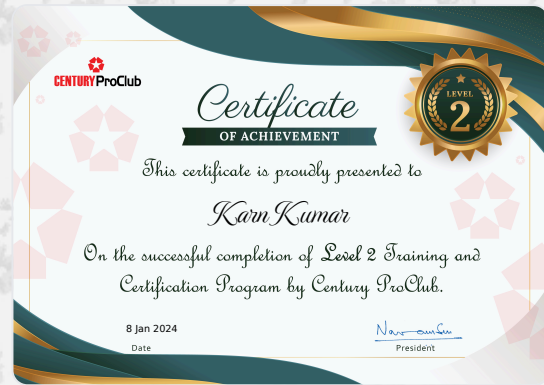 CENTURY ProClub
Certificate
OF ACHIEVEMENT
LEVEL
2
This certificate is proudly presented to
Karn Kumar
On the successful completion of Level 2 Training and
Certification Program by Century ProClub.
8 Jan 2024
Date
President